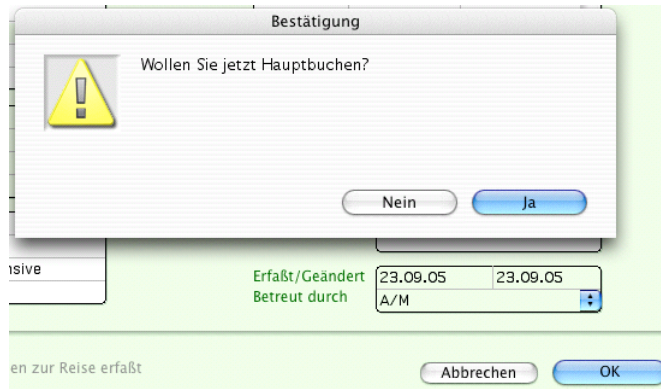 Bestätigung
Wollen Sie jetzt Hauptbuchen?
Nein Ja
nsive
Erfaßt/Geändert 23.09.05 23.09.05
Betreut durch A/M
en zur Reise erfaßt
Abbrechen OK